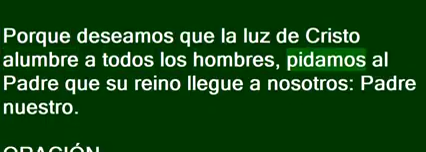 Porque deseamos que la luz de Cristo
alumbre a todos los hombres, pidamos al
Padre que su reino llegue a nosotros: Padre
nuestro.
ORACIÓN